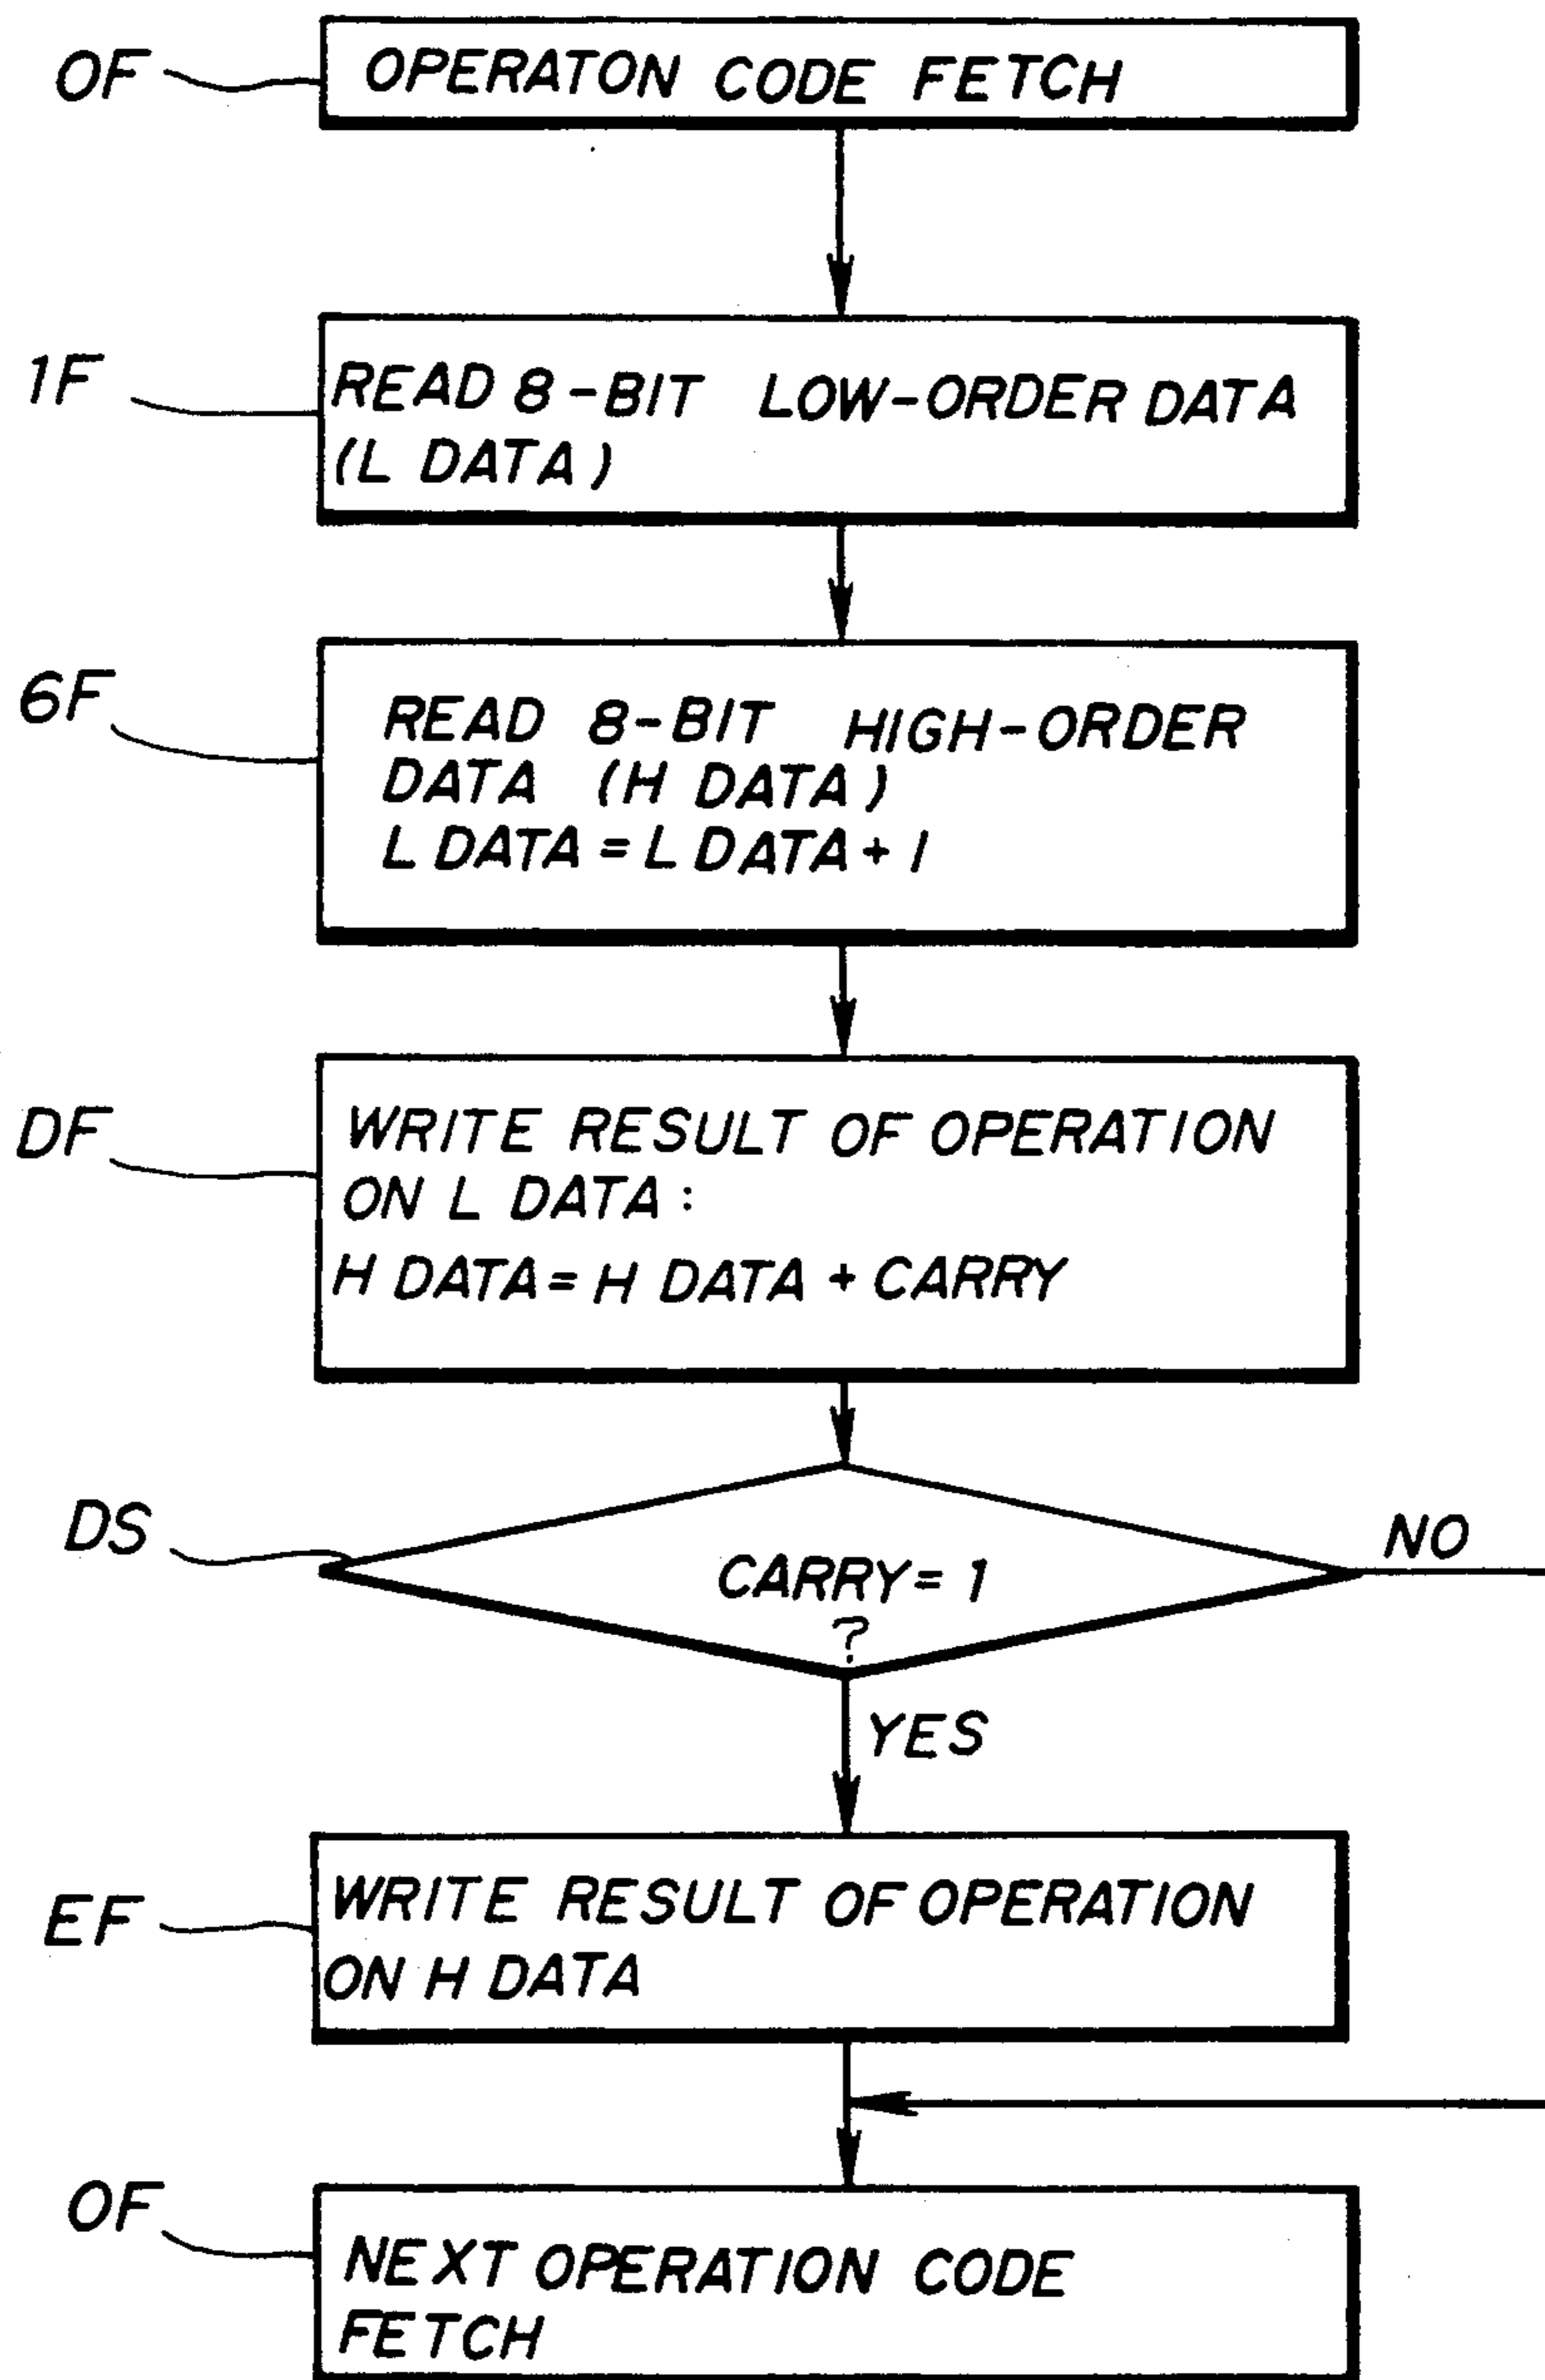 OF
OPERATON CODE FETCH
1F
READ 8-BIT LOW-ORDER DATA
(L DATA)
6F
READ 8-BIT HIGH-ORDER
DATA (H DATA)
L DATA = L DATA + 1
DF
WRITE RESULT OF OPERATION
ON L DATA :
H DATA = H DATA + CARRY
DS
CARRY = 1
?
NO
YES
EF
WRITE RESULT OF OPERATION
ON H DATA
OF
NEXT OPERATION CODE
FETCH